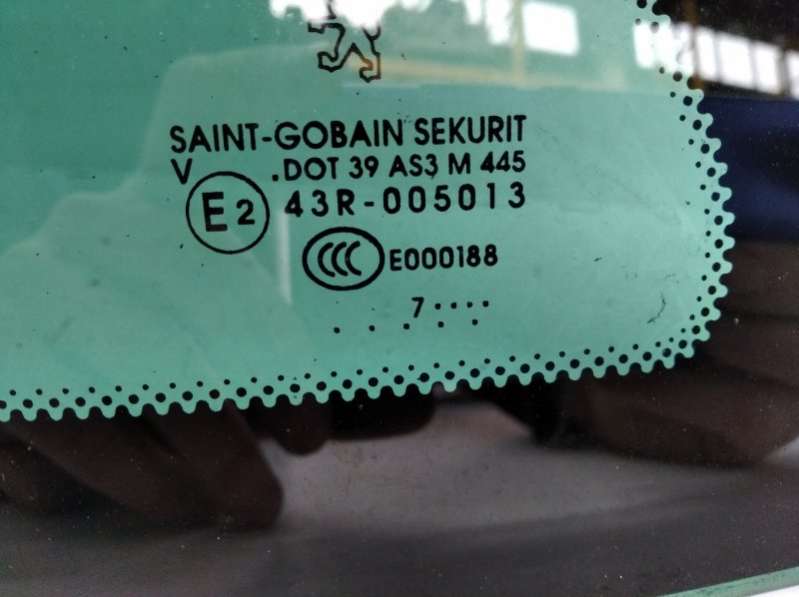 SAINT-GOBAIN SEKURIT
V .DOT 39 AS3 M 445
E2 43R-005013
CCC E000188
7....
. . . . .